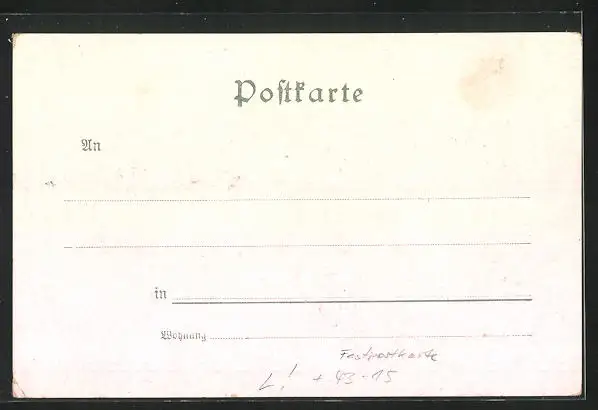 Postkarte
An
in
Wohnung
Festpostkarte
L! + 43-15